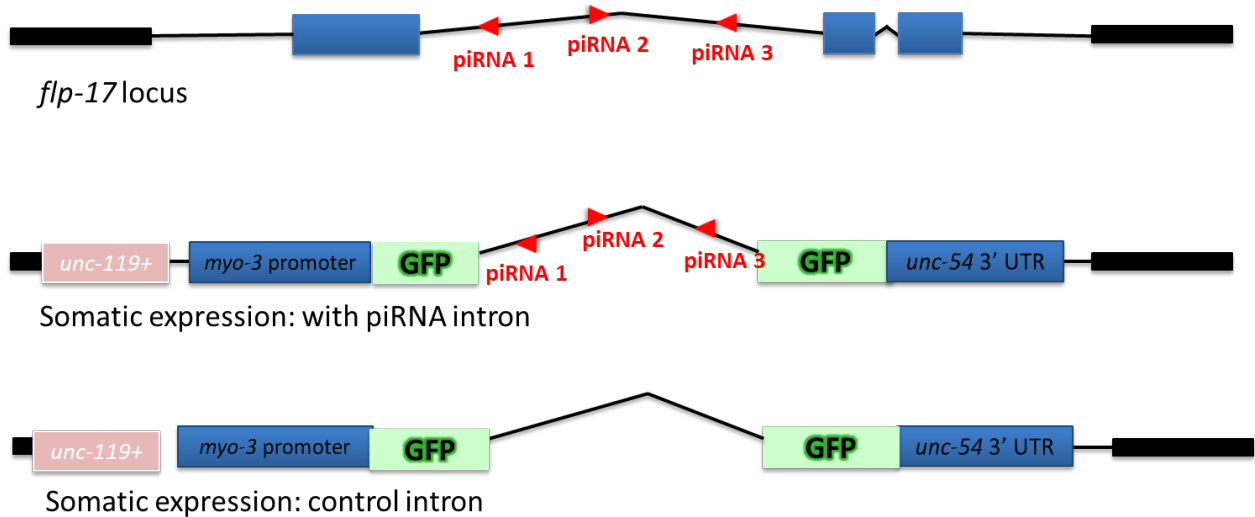 piRNA 1
piRNA 2
piRNA 3
flp-17 locus
unc-119+
myo-3 promoter
GFP
piRNA 1
piRNA 2
piRNA 3
GFP
unc-54 3’ UTR
Somatic expression: with piRNA intron
unc-119+
myo-3 promoter
GFP
GFP
unc-54 3’ UTR
Somatic expression: control intron